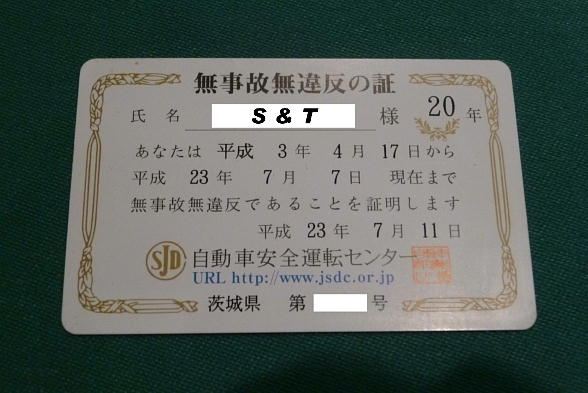 無事故無違反の証
氏名 S & T 様 20年
あなたは 平成 3年 4月 17日から
平成 23年 7月 7日 現在まで
無事故無違反であることを証明します
平成 23年 7月 11日
SJD 自動車安全運転センター
URL http://www.jsdc.or.jp
茨城県 第 号